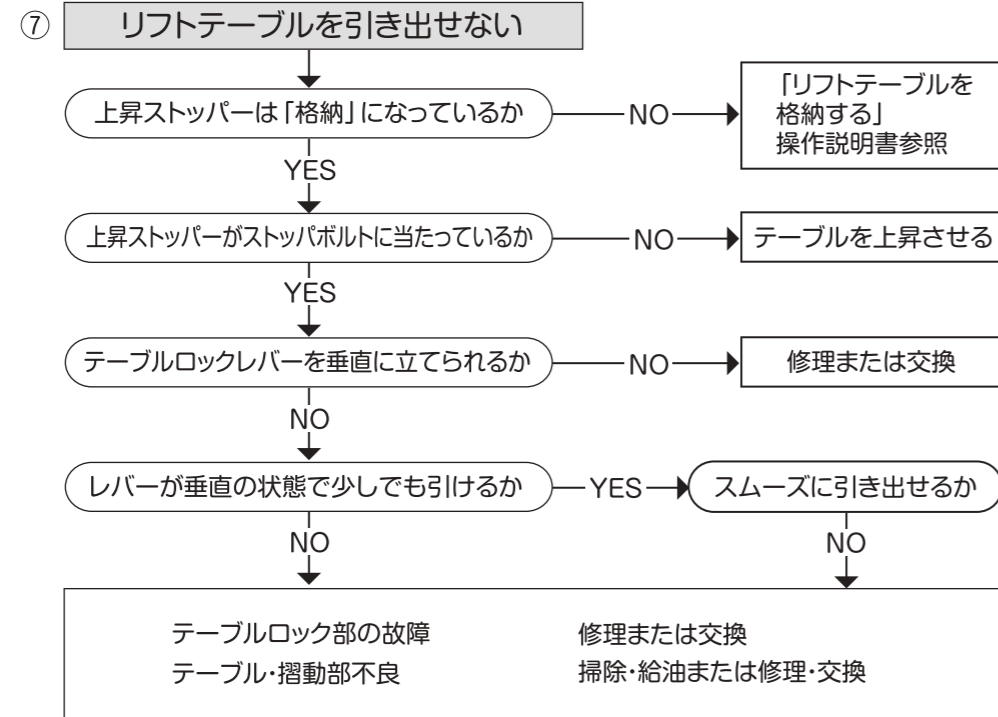 ⑦ リフトテーブルを引き出せない
上昇ストッパーは「格納」になっているか
NO
「リフトテーブルを
格納する」
操作説明書参照
YES
上昇ストッパーがストッパボルトに当たっているか
NO
テーブルを上昇させる
YES
テーブルロックレバーを垂直に立てられるか
NO
修理または交換
NO
レバーが垂直の状態で少しでも引けるか
YES
スムーズに引き出せるか
NO
NO
テーブルロック部の故障
修理または交換
テーブル・摺動部不良
掃除・給油または修理・交換